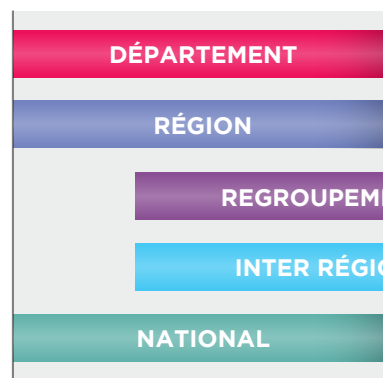 DÉPARTEMENT
RÉGION
REGROUPEM
INTER RÉGIO
NATIONAL